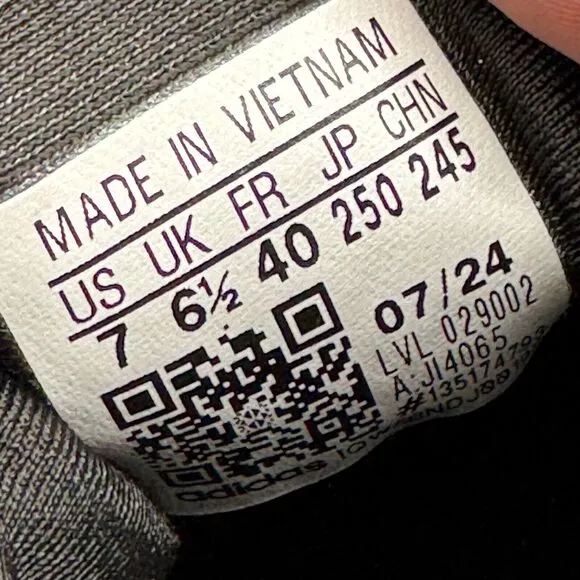 MADE IN VIETNAM
US UK FR JP CHN
7 6½ 40 250 245
07/24
LVL 029002
A:JI4065
adidas